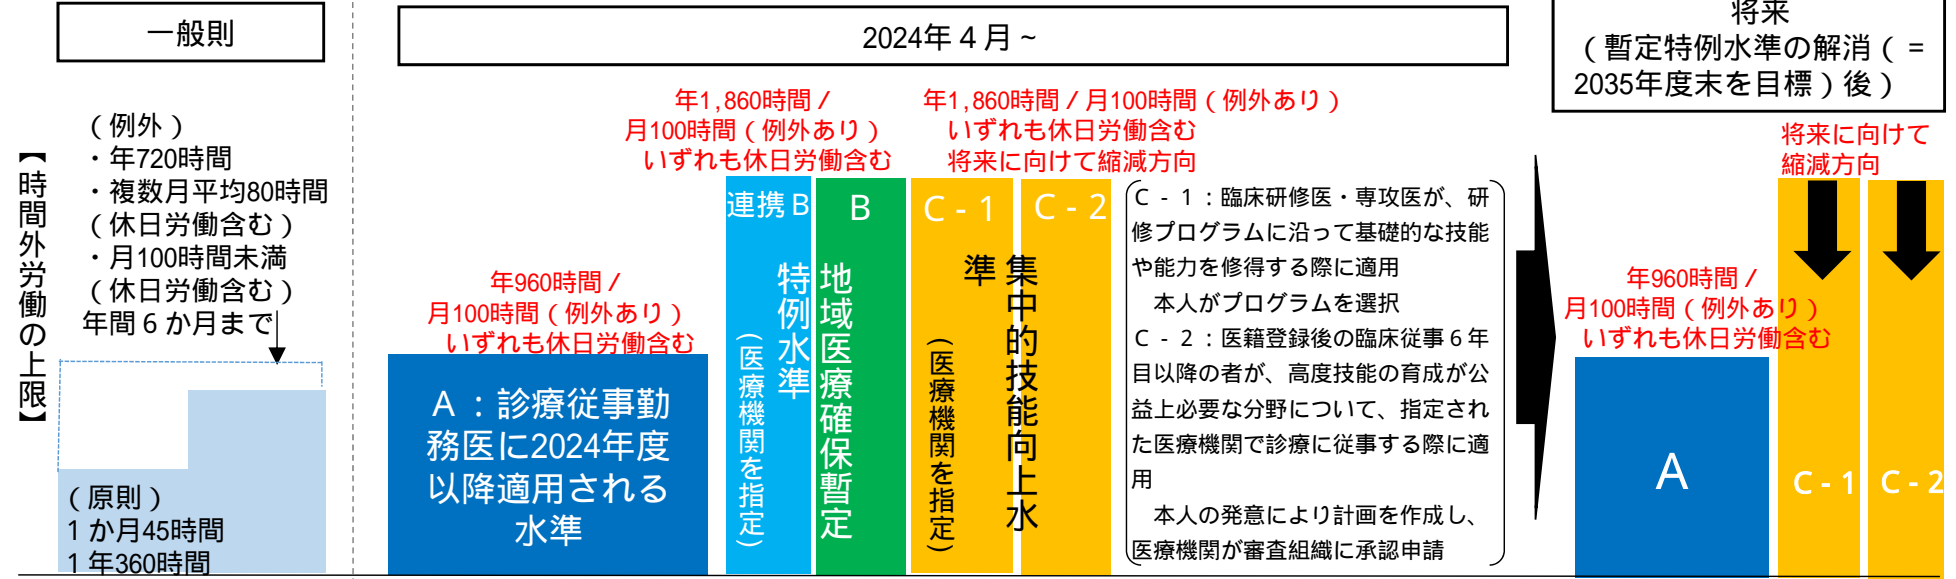 一般則
2024年４月~
将来
（暫定特例水準の解消（＝
2035年度末を目標）後）
【時間外労働の上限】
（例外）
・年720時間
・複数月平均80時間
（休日労働含む）
・月100時間未満
（休日労働含む）
年間６か月まで
（原則）
１か月45時間
１年360時間
年960時間／
月100時間（例外あり）
いずれも休日労働含む
Ａ：診療従事勤
務医に2024年度
以降適用される
水準
年1,860時間／
月100時間（例外あり）
いずれも休日労働含む
連携Ｂ
Ｂ
地域医療確保暫定
特例水準
（医療機関を指定）
年1,860時間／月100時間（例外あり）
いずれも休日労働含む
将来に向けて縮減方向
Ｃ-１
Ｃ-２
集中的技能向上水
準
（医療機関を指定）
Ｃ-１：臨床研修医・専攻医が、研
修プログラムに沿って基礎的な技能
や能力を修得する際に適用
本人がプログラムを選択
Ｃ-２：医籍登録後の臨床従事６年
目以降の者が、高度技能の育成が公
益上必要な分野について、指定され
た医療機関で診療に従事する際に適
用
本人の発意により計画を作成し、
医療機関が審査組織に承認申請
年960時間／
月100時間（例外あり）
いずれも休日労働含む
Ａ
将来に向けて
縮減方向
Ｃ-１
Ｃ-２